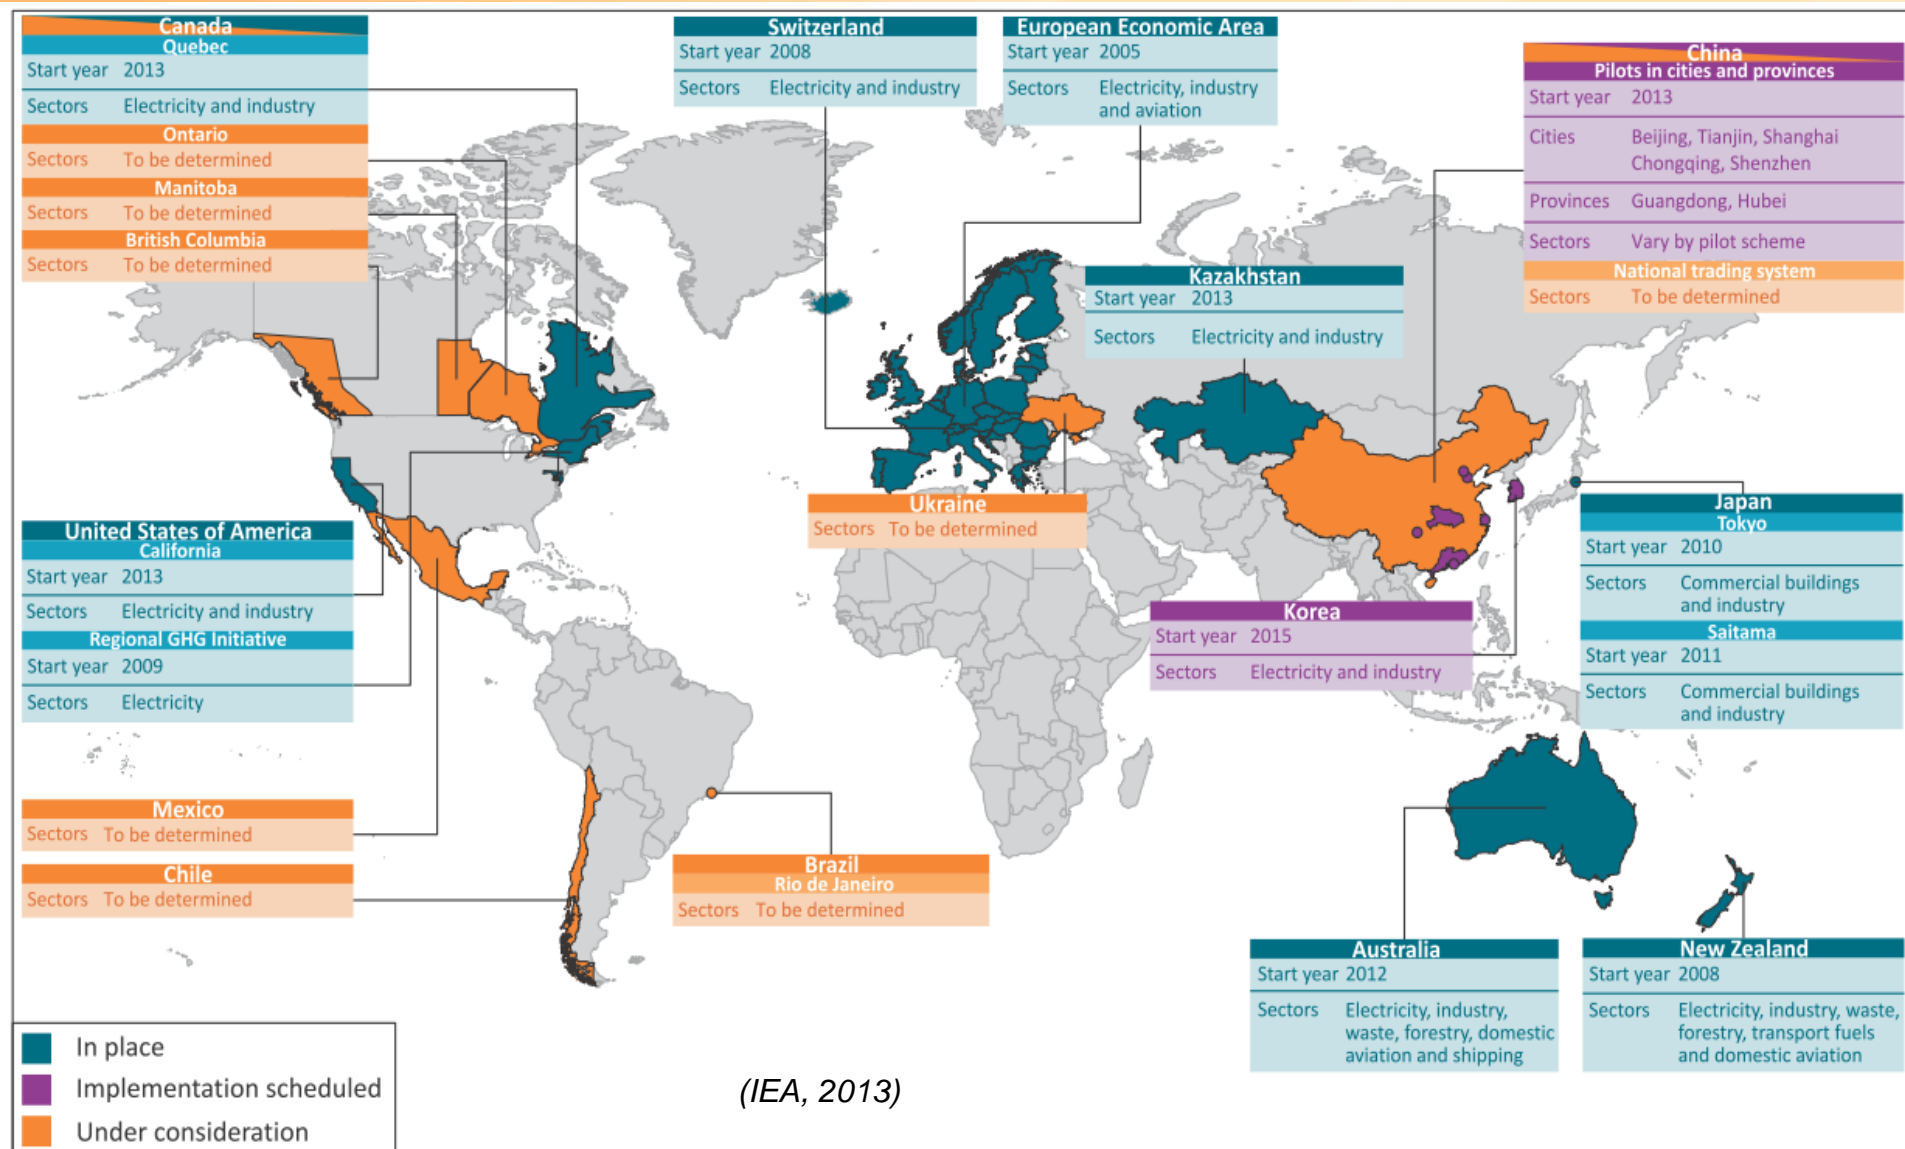 Canada
Quebec
Start year 2013
Sectors Electricity and industry
Ontario
Sectors To be determined
Manitoba
Sectors To be determined
British Columbia
Sectors To be determined
Switzerland
Start year 2008
Sectors Electricity and industry
European Economic Area
Start year 2005
Sectors Electricity, industry
and aviation
China
Pilots in cities and provinces
Start year 2013
Cities Beijing, Tianjin, Shanghai
Chongqing, Shenzhen
Provinces Guangdong, Hubei
Sectors Vary by pilot scheme
National trading system
Sectors To be determined
Kazakhstan
Start year 2013
Sectors Electricity and industry
Ukraine
Sectors To be determined
United States of America
California
Start year 2013
Sectors Electricity and industry
Regional GHG Initiative
Start year 2009
Sectors Electricity
Japan
Tokyo
Start year 2010
Sectors Commercial buildings
and industry
Saitama
Start year 2011
Sectors Commercial buildings
and industry
Korea
Start year 2015
Sectors Electricity and industry
Mexico
Sectors To be determined
Chile
Sectors To be determined
Brazil
Rio de Janeiro
Sectors To be determined
Australia
Start year 2012
Sectors Electricity, industry,
waste, forestry, domestic
aviation and shipping
New Zealand
Start year 2008
Sectors Electricity, industry, waste,
forestry, transport fuels
and domestic aviation
In place
Implementation scheduled
Under consideration
(IEA, 2013)